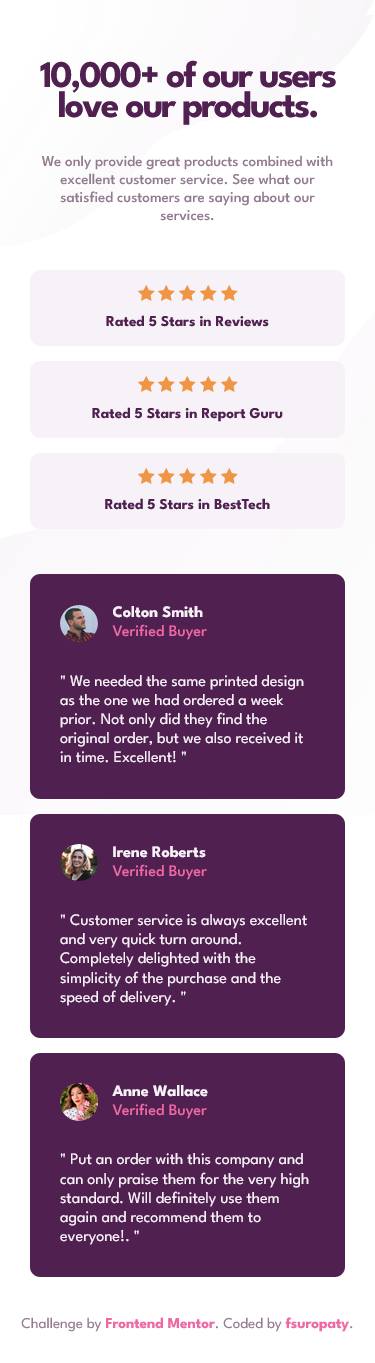 10,000+ of our users
love our products.
We only provide great products combined with
excellent customer service. See what our
satisfied customers are saying about our
services.
Rated 5 Stars in Reviews
Rated 5 Stars in Report Guru
Rated 5 Stars in BestTech
Colton Smith
Verified Buyer
" We needed the same printed design
as the one we had ordered a week
prior. Not only did they find the
original order, but we also received it
in time. Excellent! "
Irene Roberts
Verified Buyer
" Customer service is always excellent
and very quick turn around.
Completely delighted with the
simplicity of the purchase and the
speed of delivery. "
Anne Wallace
Verified Buyer
" Put an order with this company and
can only praise them for the very high
standard. Will definitely use them
again and recommend them to
everyone!. "
Challenge by Frontend Mentor. Coded by fsuropaty.